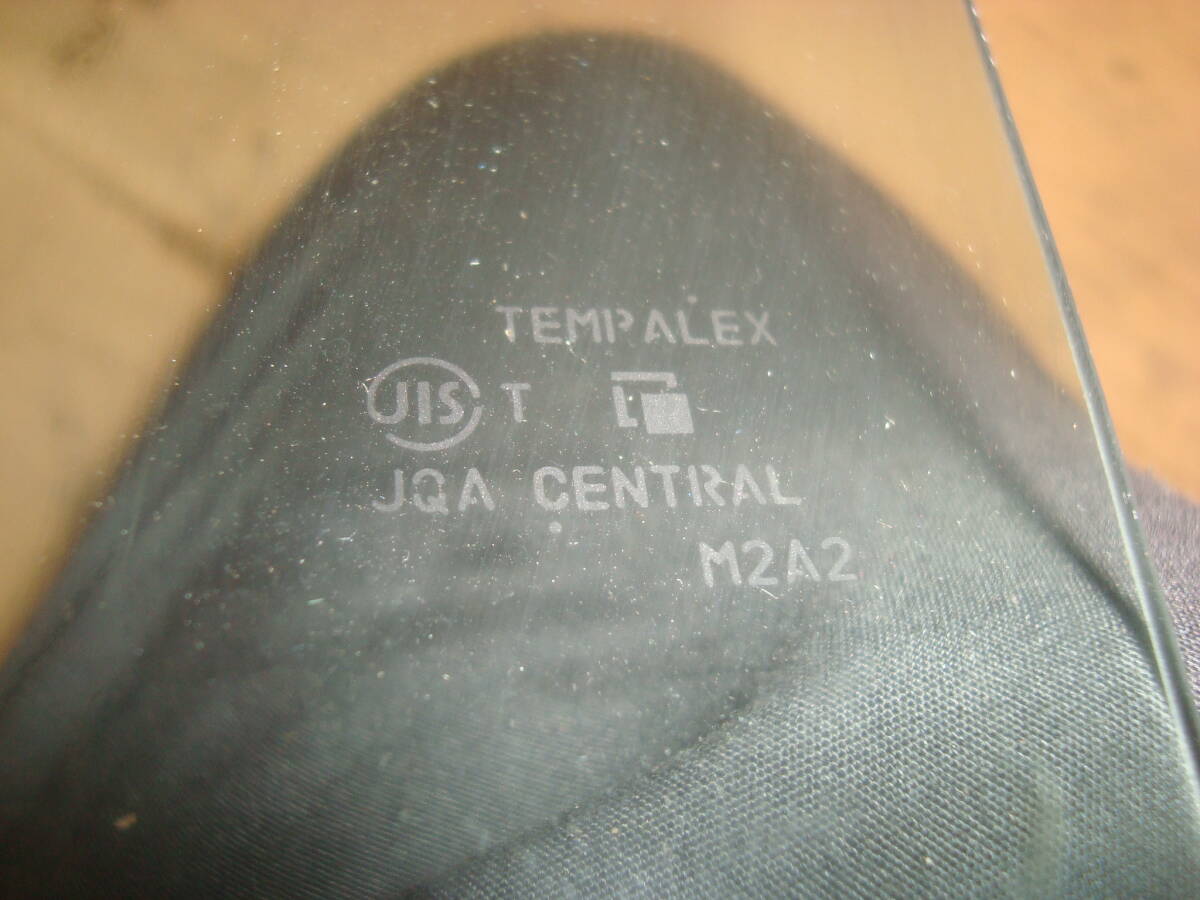 TEMPALEX
JIS T
JQA CENTRAL
M2A2